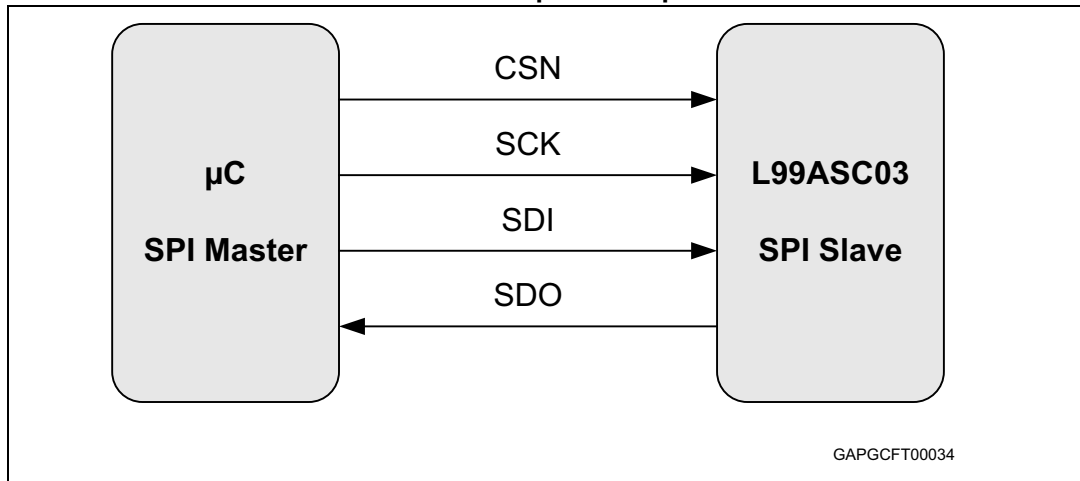 CSN
SCK
µC
L99ASC03
SDI
SPI Master
SPI Slave
SDO
GAPGCFT00034